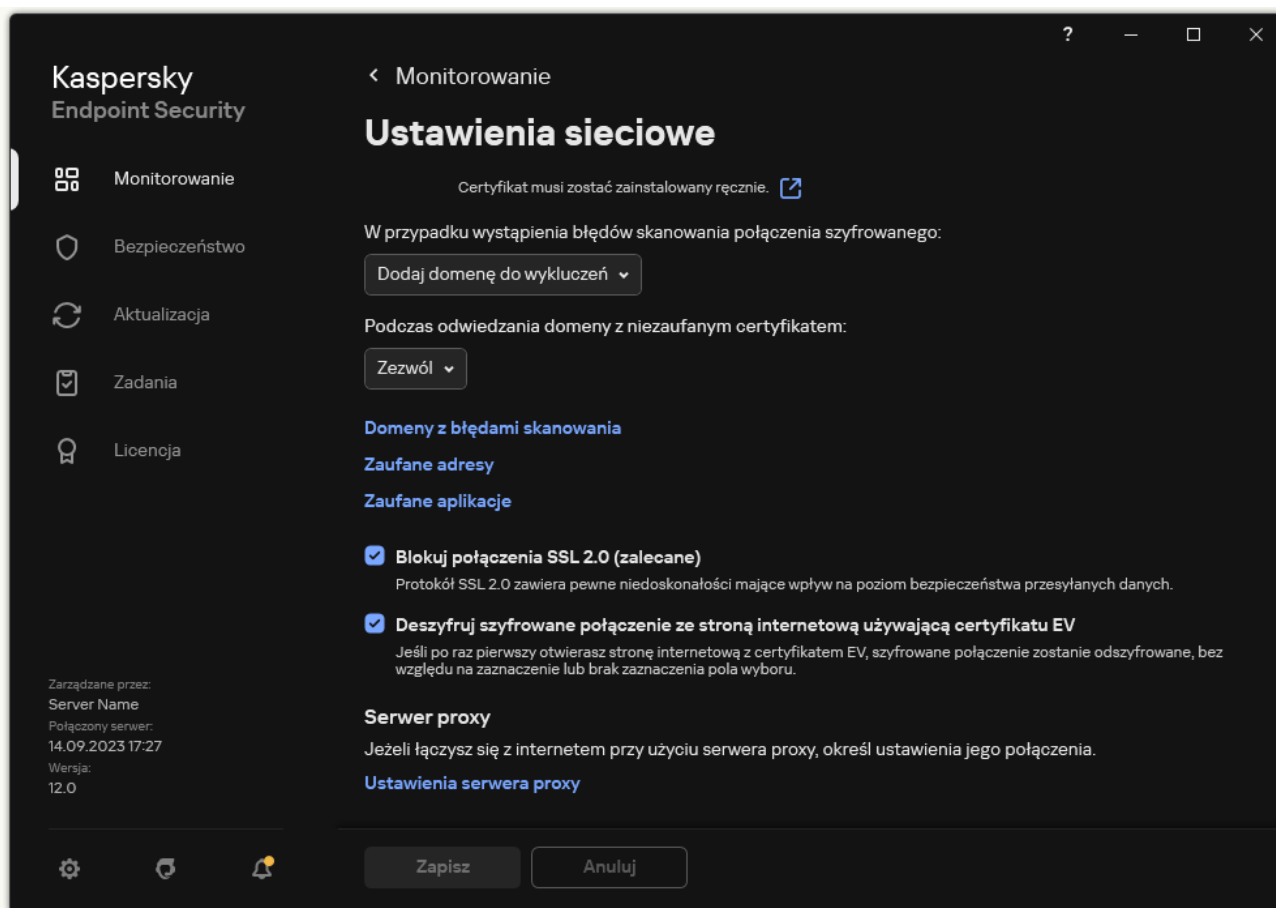 ?
Kaspersky
Endpoint Security
Monitorowanie
Bezpieczeństwo
Aktualizacja
Zadania
Licencja
Zarządzane przez:
Server Name
Połączony serwer:
14.09.2023 17:27
Wersja:
12.0
Monitorowanie
Ustawienia sieciowe
Certyfikat musi zostać zainstalowany ręcznie.
W przypadku wystąpienia błędów skanowania połączenia szyfrowanego:
Dodaj domenę do wykluczeń
Podczas odwiedzania domeny z niezaufanym certyfikatem:
Zezwól
Domeny z błędami skanowania
Zaufane adresy
Zaufane aplikacje
Blokuj połączenia SSL 2.0 (zalecane)
Protokół SSL 2.0 zawiera pewne niedoskonałości mające wpływ na poziom bezpieczeństwa przesyłanych danych.
Deszyfruj szyfrowane połączenie ze stroną internetową używającą certyfikatu EV
Jeśli po raz pierwszy otwierasz stronę internetową z certyfikatem EV, szyfrowane połączenie zostanie odszyfrowane, bez
względu na zaznaczenie lub brak zaznaczenia pola wyboru.
Serwer proxy
Jeżeli łączysz się z internetem przy użyciu serwera proxy, określ ustawienia jego połączenia.
Ustawienia serwera proxy
Zapisz
Anuluj